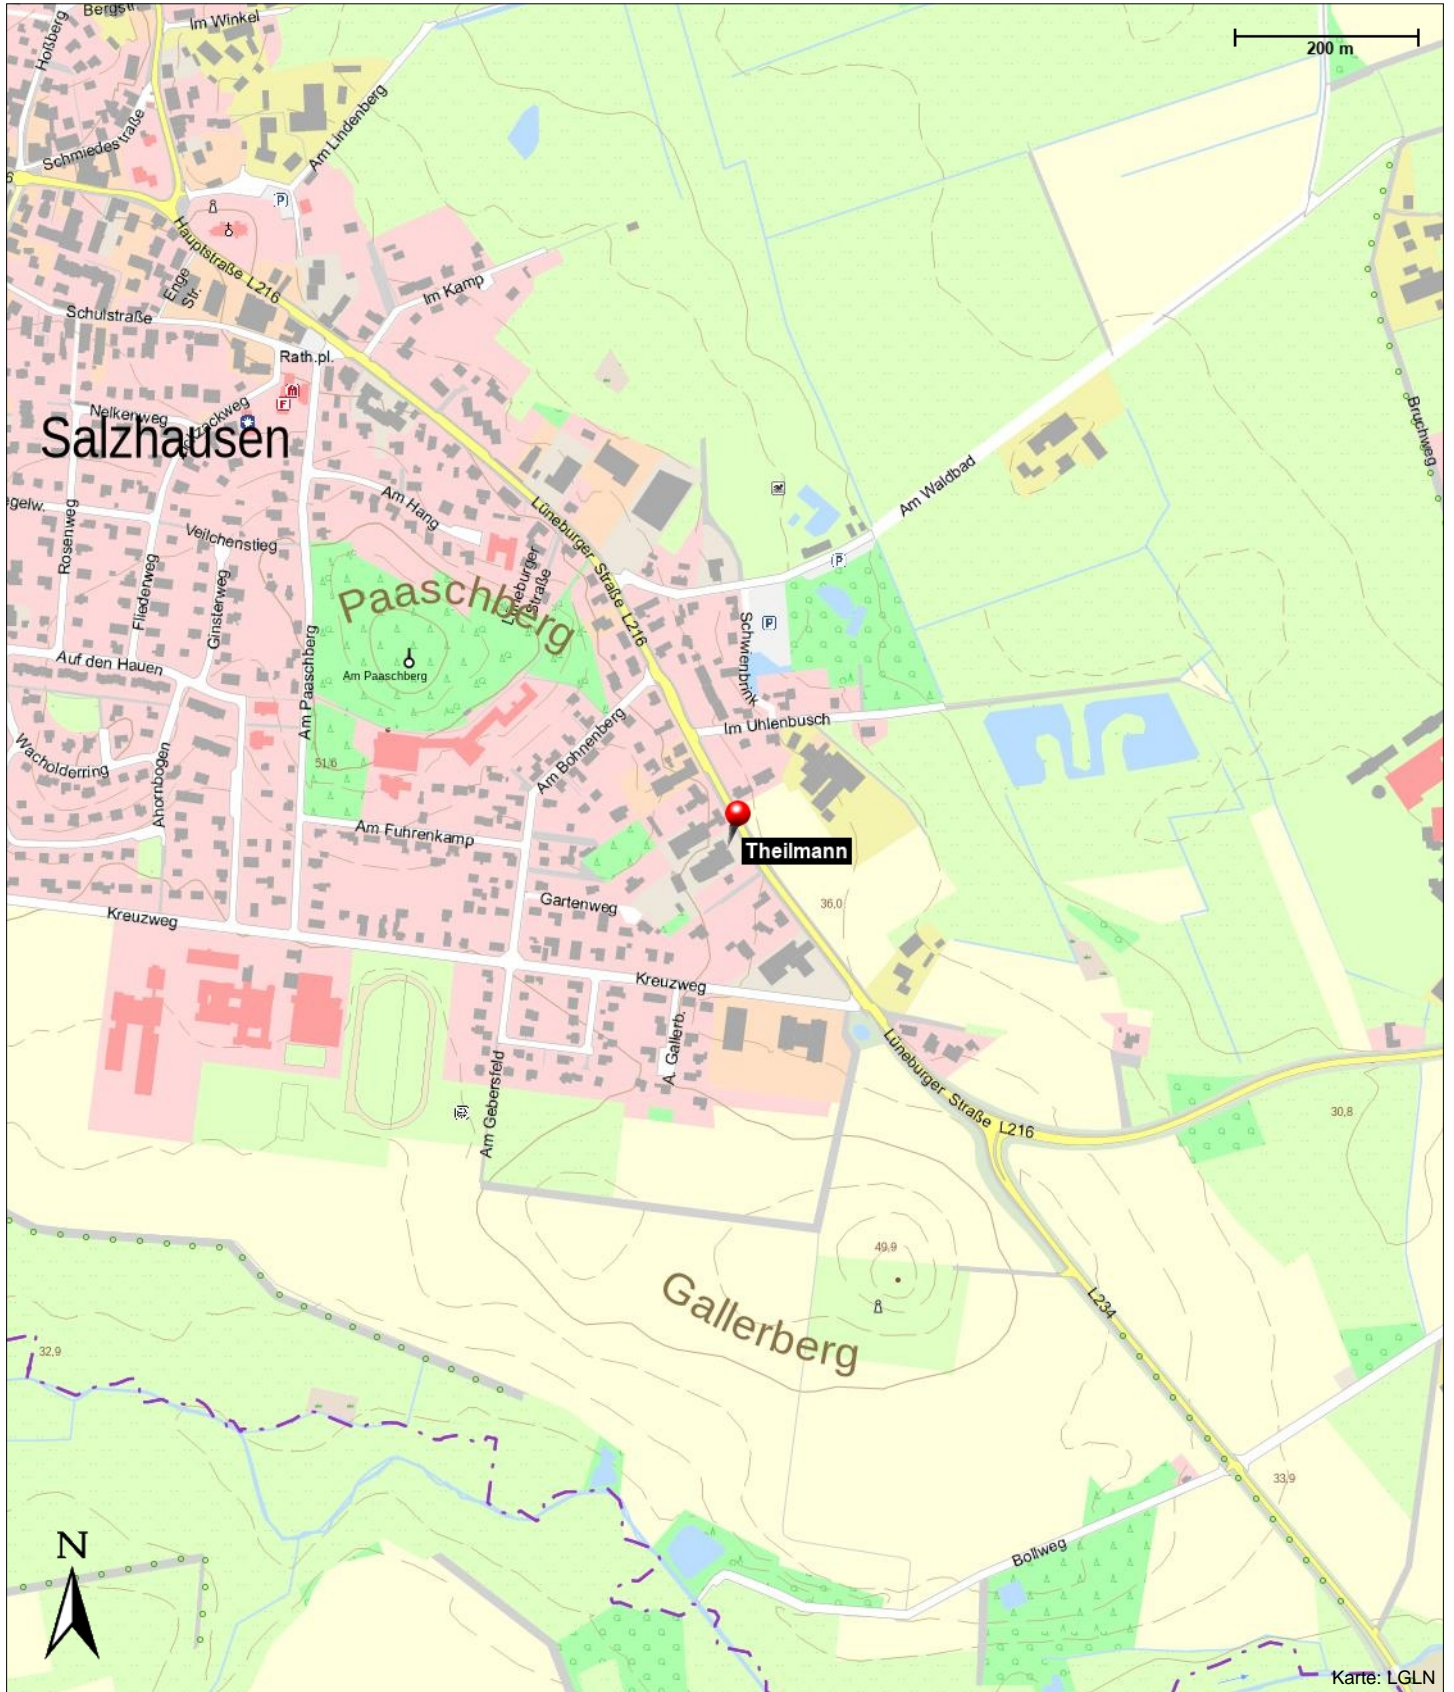 Bergstr
Im Winkel
Hoßberg
200 m
Am Lindenberg
Schmiedestraße
6
P
Hauptstraße L216
Enge
Str.
Im Kamp
Schulstraße
Rath.pl.
F
Nelkenweg
Salzhausen
Bruchweg
Am Waldbad
egelw.
Rosenweg
Am Hang
Lüneburger Straße L216
Veilchenstieg
Fliederweg
Ginsterweg
Paaschberg
Lüneburger
Straße
P
P
Schwienbrink
Auf den Hauen
Am Paaschberg
Am Paaschberg
Im Uhlenbusch
Am Bohnenberg
Wacholderring
Ahornbogen
51,6
Am Fuhrenkamp
Theilmann
Gartenweg
36,0
Kreuzweg
Kreuzweg
A. Gallerb.
Am Gebersfeld
Lüneburger Straße L216
30,8
49,9
Gallerberg
L234
32,9
33,9
Bollweg
N
Karte: LGLN